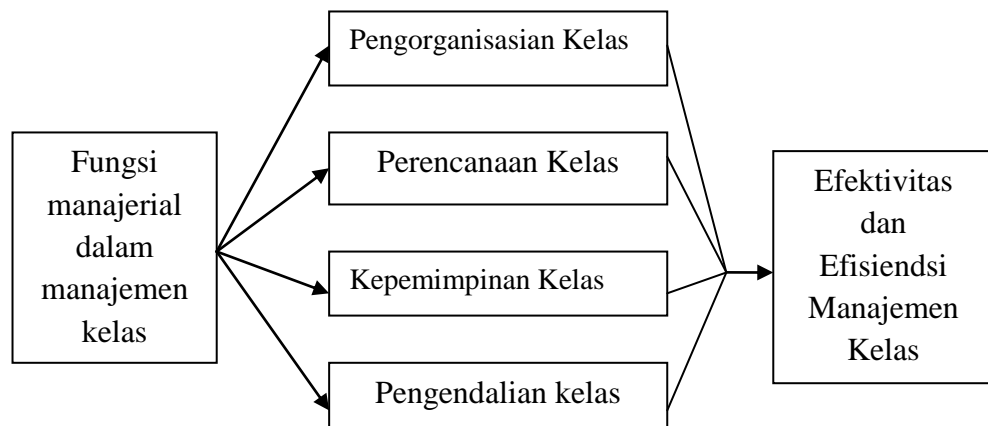 Fungsi
manajerial
dalam
manajemen
kelas
Pengorganisasian Kelas
Perencanaan Kelas
Kepemimpinan Kelas
Pengendalian kelas
Efektivitas
dan
Efisiendsi
Manajemen
Kelas